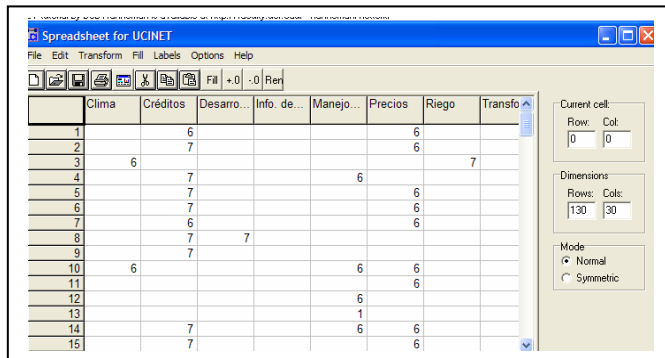 Spreadsheet for UCINET
File Edit Transform Fill Labels Options Help
Fill +.0 -.0 Ren
Clima Créditos Desarro... Info. de... Manejo... Precios Riego Transfo
1 6 6
2 7 6
3 6 7
4 7 6
5 7 6
6 7 6
7 6 6
8 7 7
9 7
10 6 6 6
11 6
12 6
13 1
14 7 6 6
15 7 6
Current cell:
Row: Col:
0 0
Dimensions
Rows: Cols:
130 30
Mode
Normal
Symmetric